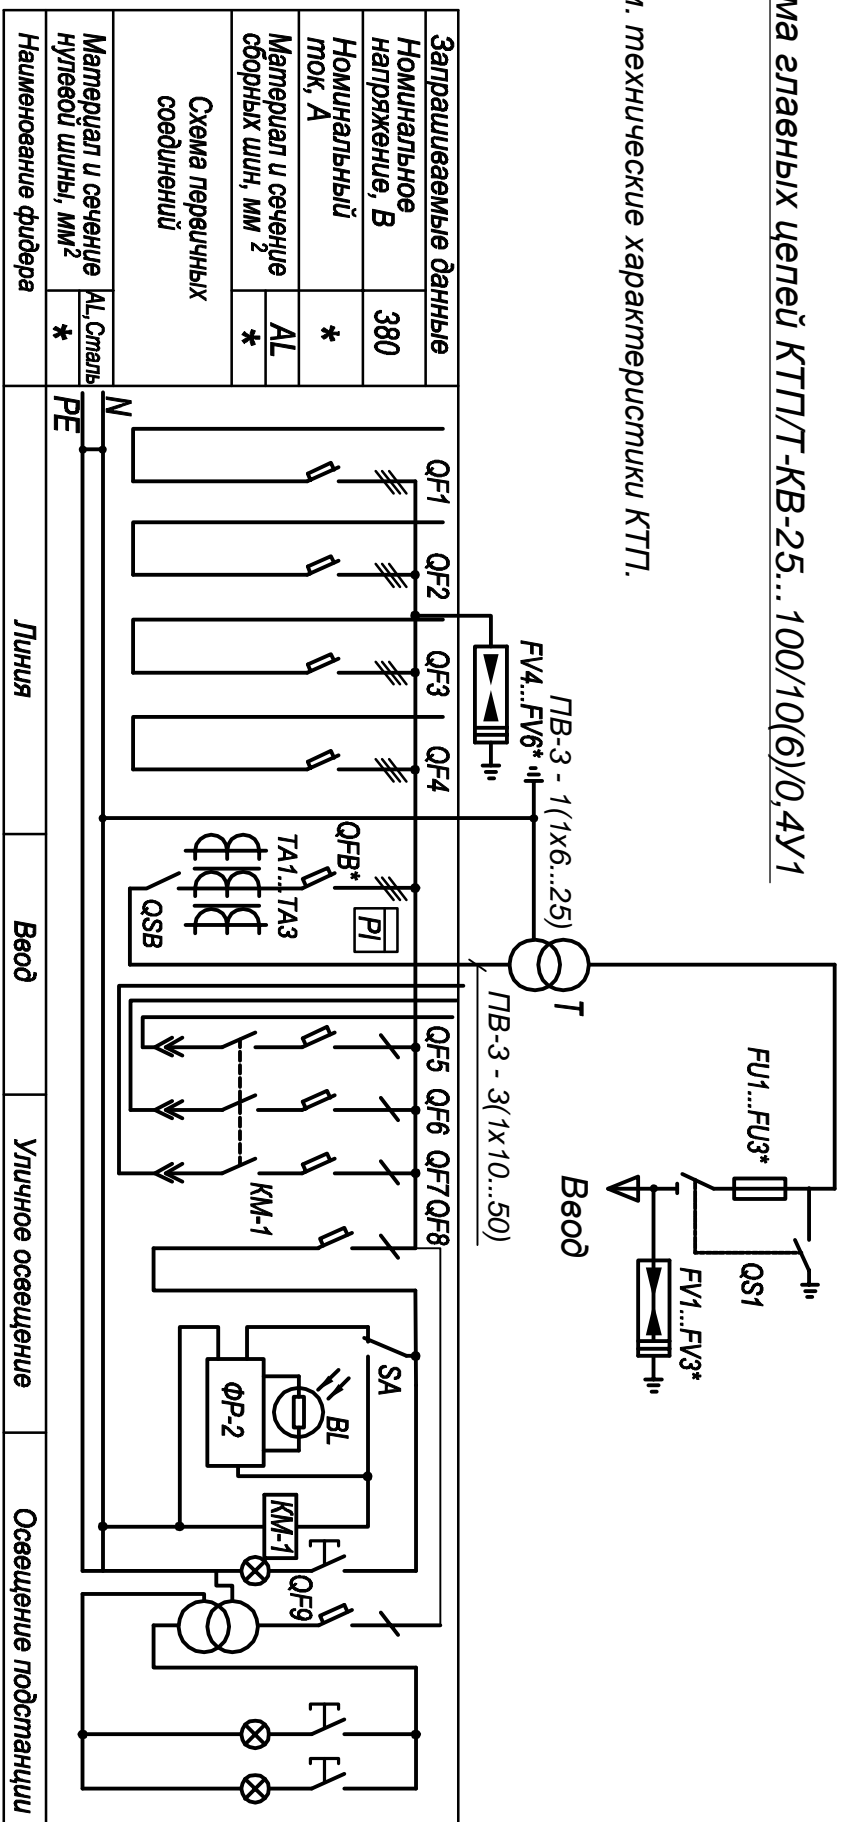 ма главных цепей КТП/Т-КВ-25...100/10(6)/0,4У1
. технические характеристики КТП.
FU1...FU3*
QS1
FV1...FV3*
Ввод
T
ПВ-3 - 1(1х6...25)
ПВ-3 - 3(1х10...50)
FV4...FV6*
Запрашиваемые данные
Номинальное
напряжение, В
380
Номинальный
ток, А
*
Материал и сечение
сборных шин, мм 2
AL
*
Схема первичных
соединений
Материал и сечение
нулевой шины, мм2
AL,Сталь
*
Наименование фидера
QF1
QF2
QF3
QF4
QFB*
PI
TA1...TA3
QSB
QF5
QF6
QF7
QF8
KM-1
SA
BL
ФР-2
KM-1
QF9
N
PE
Линия
Ввод
Уличное освещение
Освещение подстанции